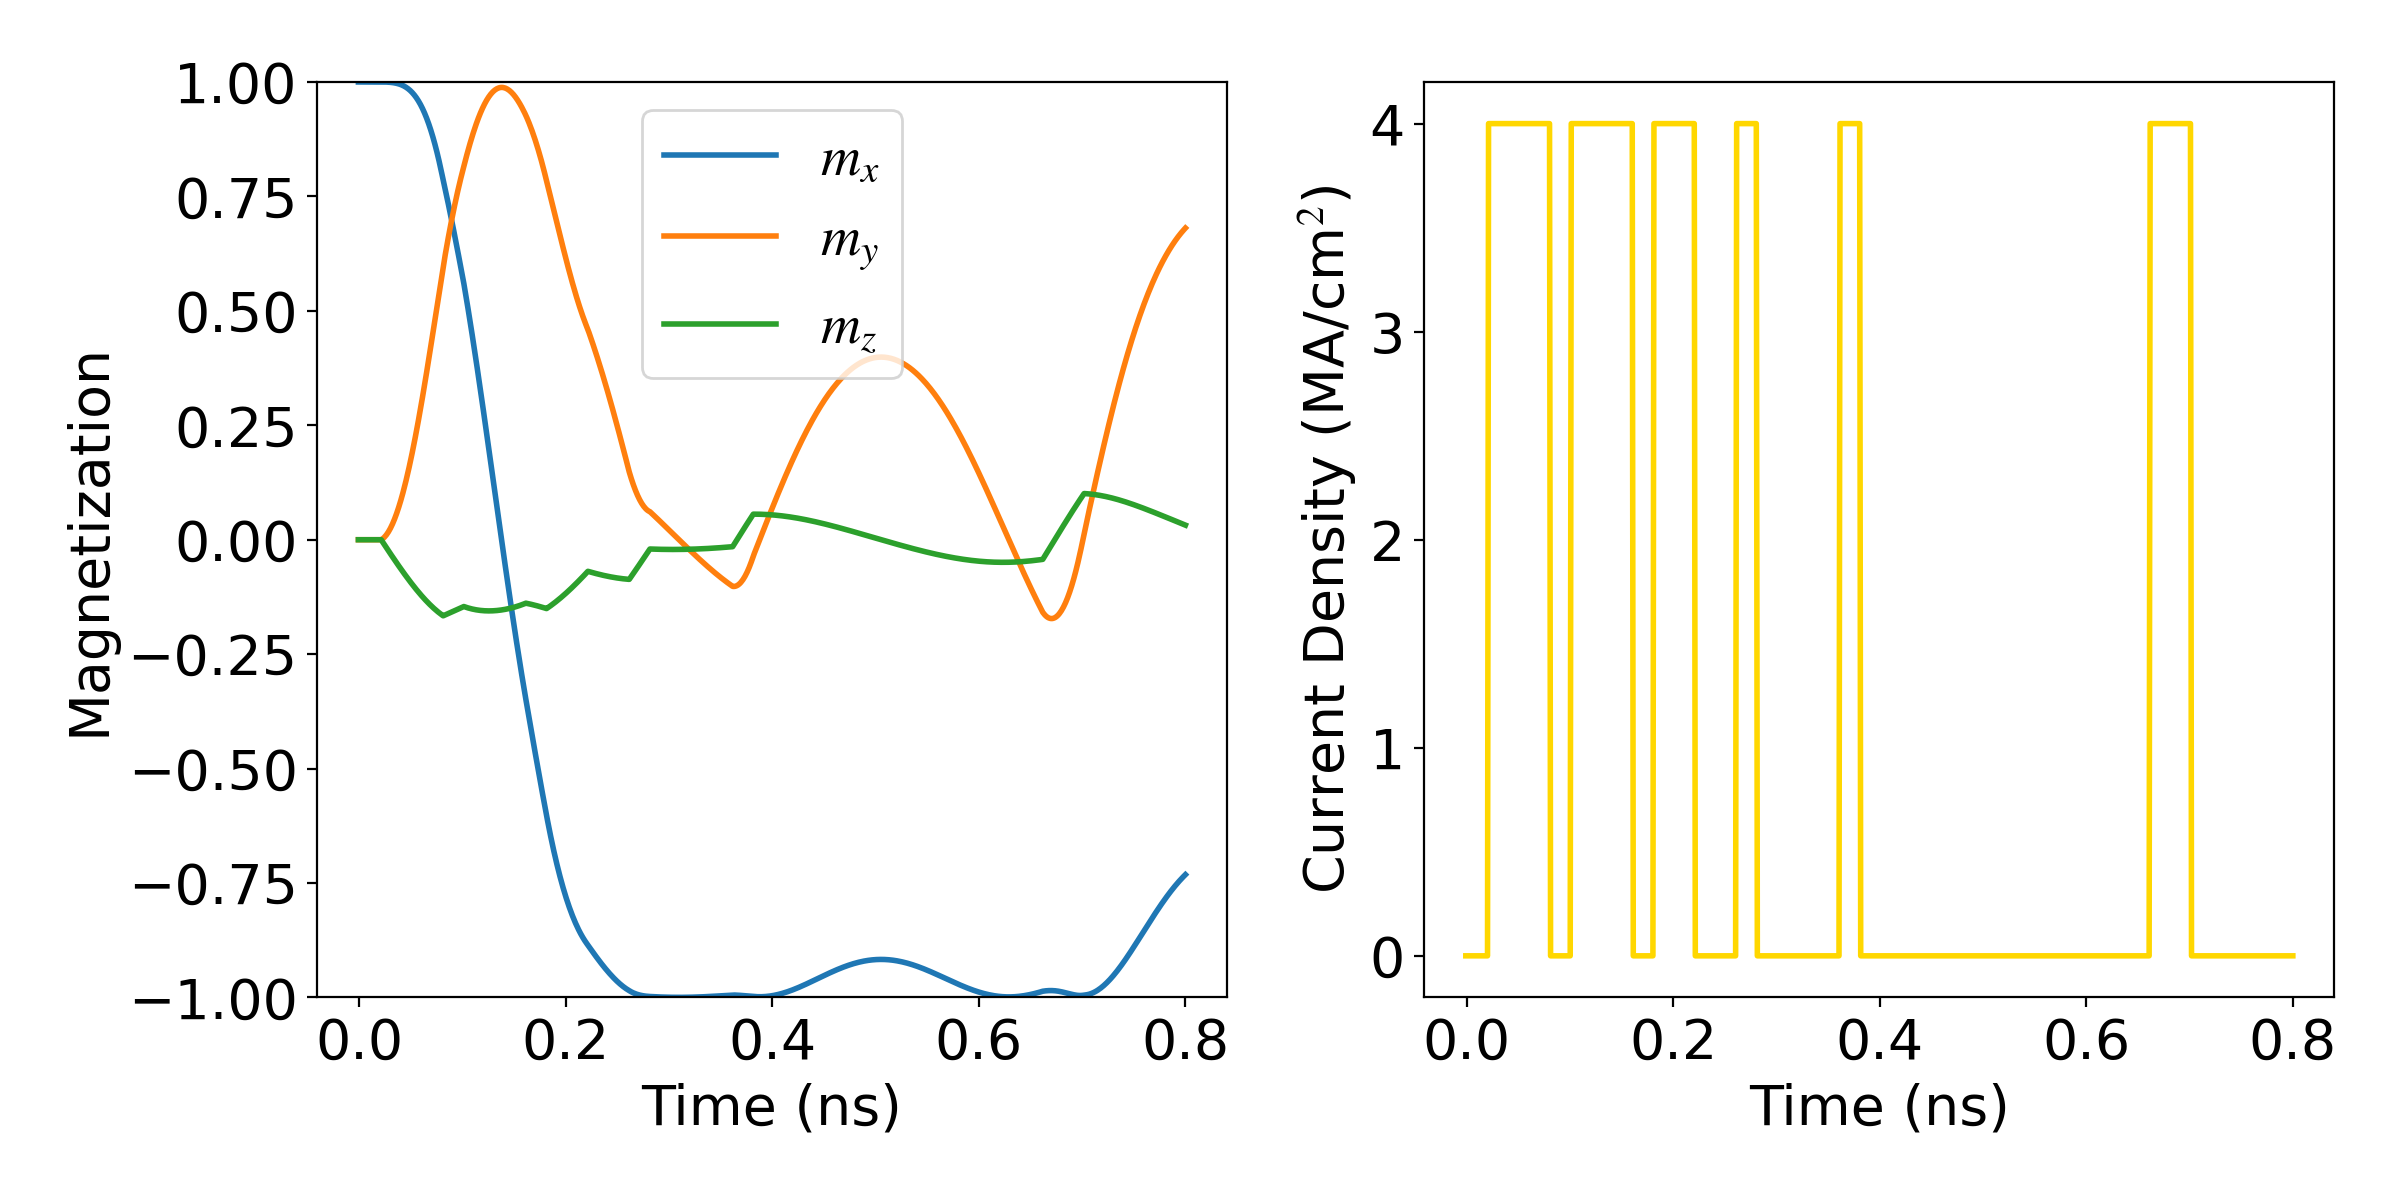 1.00
0.75
0.50
0.25
0.00
−0.25
−0.50
−0.75
−1.00
Magnetization
m_x
m_y
m_z
0.0 0.2 0.4 0.6 0.8
Time (ns)
4
3
2
1
0
Current Density (MA/cm²)
0.0 0.2 0.4 0.6 0.8
Time (ns)